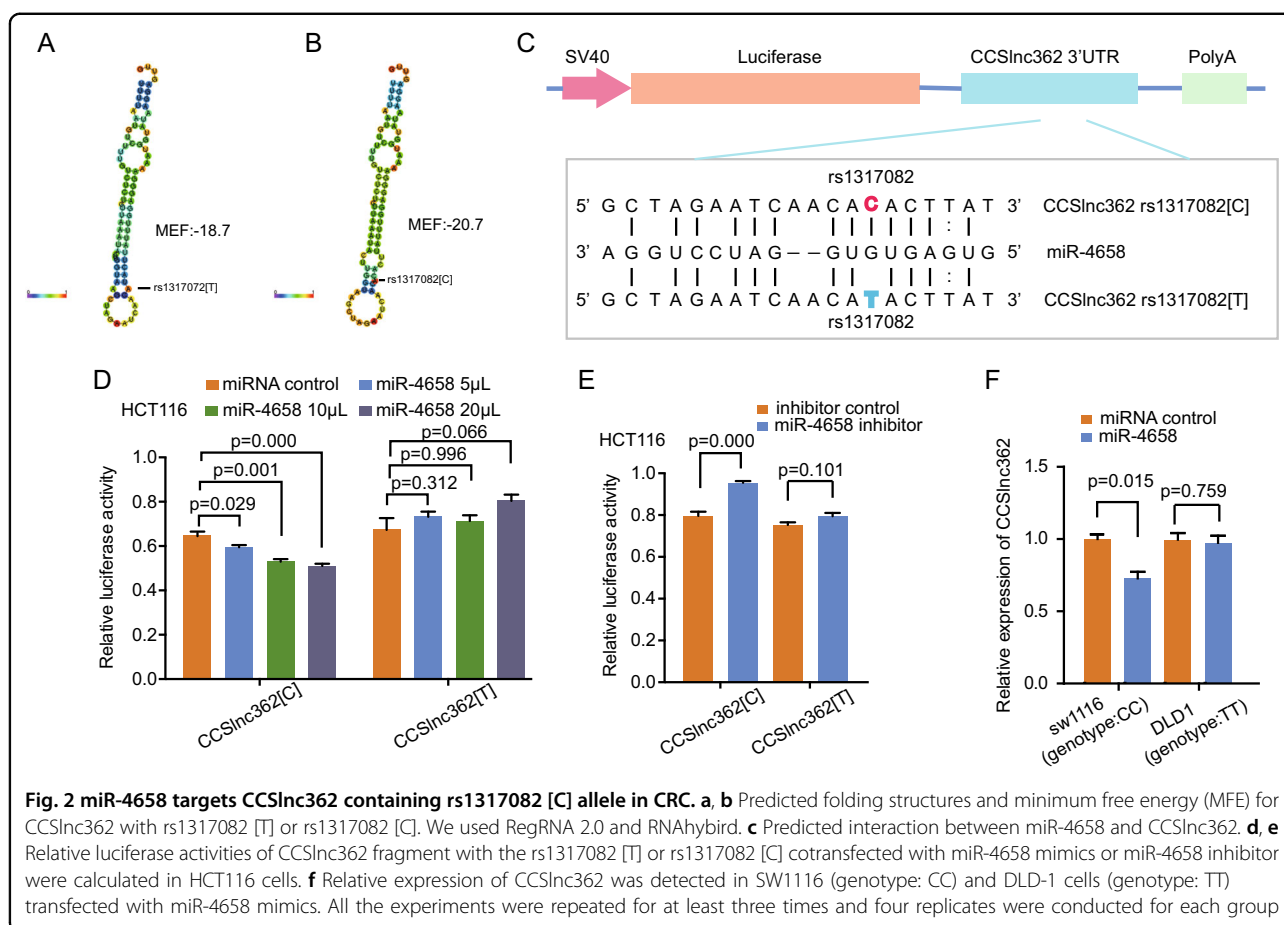 A
B
C
MEF:-18.7
rs1317072[T]
MEF:-20.7
rs1317082[C]
SV40
Luciferase
CCSlnc362 3'UTR
PolyA
rs1317082
5' G C T A G A A T C A A C A C A C T T A T 3' CCSlnc362 rs1317082[C]
3' A G G U C C U A G – – G U G U G A G U G 5' miR-4658
5' G C T A G A A T C A A C A T A C T T A T 3' CCSlnc362 rs1317082[T]
rs1317082
D
miRNA control
miR-4658 5μL
HCT116
miR-4658 10μL
miR-4658 20μL
Relative luciferase activity
1.0
0.8
0.6
0.4
0.2
0.0
p=0.000
p=0.001
p=0.029
p=0.066
p=0.996
p=0.312
CCSlnc362[C]
CCSlnc362[T]
E
inhibitor control
miR-4658 inhibitor
HCT116
Relative luciferase activity
1.0
0.8
0.6
0.4
0.2
0.0
p=0.000
p=0.101
CCSlnc362[C]
CCSlnc362[T]
F
miRNA control
miR-4658
Relative expression of CCSlnc362
1.5
1.0
0.5
0.0
p=0.015
p=0.759
sw1116
(genotype:CC)
DLD1
(genotype:TT)
Fig. 2 miR-4658 targets CCSlnc362 containing rs1317082 [C] allele in CRC. a, b Predicted folding structures and minimum free energy (MFE) for
CCSlnc362 with rs1317082 [T] or rs1317082 [C]. We used RegRNA 2.0 and RNAhybird. c Predicted interaction between miR-4658 and CCSlnc362. d, e
Relative luciferase activities of CCSlnc362 fragment with the rs1317082 [T] or rs1317082 [C] cotransfected with miR-4658 mimics or miR-4658 inhibitor
were calculated in HCT116 cells. f Relative expression of CCSlnc362 was detected in SW1116 (genotype: CC) and DLD-1 cells (genotype: TT)
transfected with miR-4658 mimics. All the experiments were repeated for at least three times and four replicates were conducted for each group